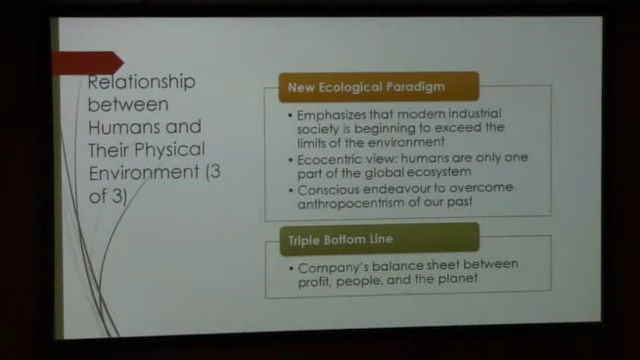 Relationship
between
Humans and
Their Physical
Environment (3
of 3)
New Ecological Paradigm
• Emphasizes that modern industrial
society is beginning to exceed the
limits of the environment
• Ecocentric view: humans are only one
part of the global ecosystem
• Conscious endeavour to overcome
anthropocentrism of our past
Triple Bottom Line
• Company's balance sheet between
profit, people, and the planet